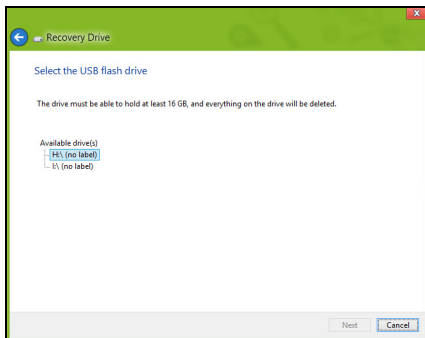 Recovery Drive
Select the USB flash drive
The drive must be able to hold at least 16 GB, and everything on the drive will be deleted.
Available drive(s)
H:\ (no label)
I:\ (no label)
Next
Cancel